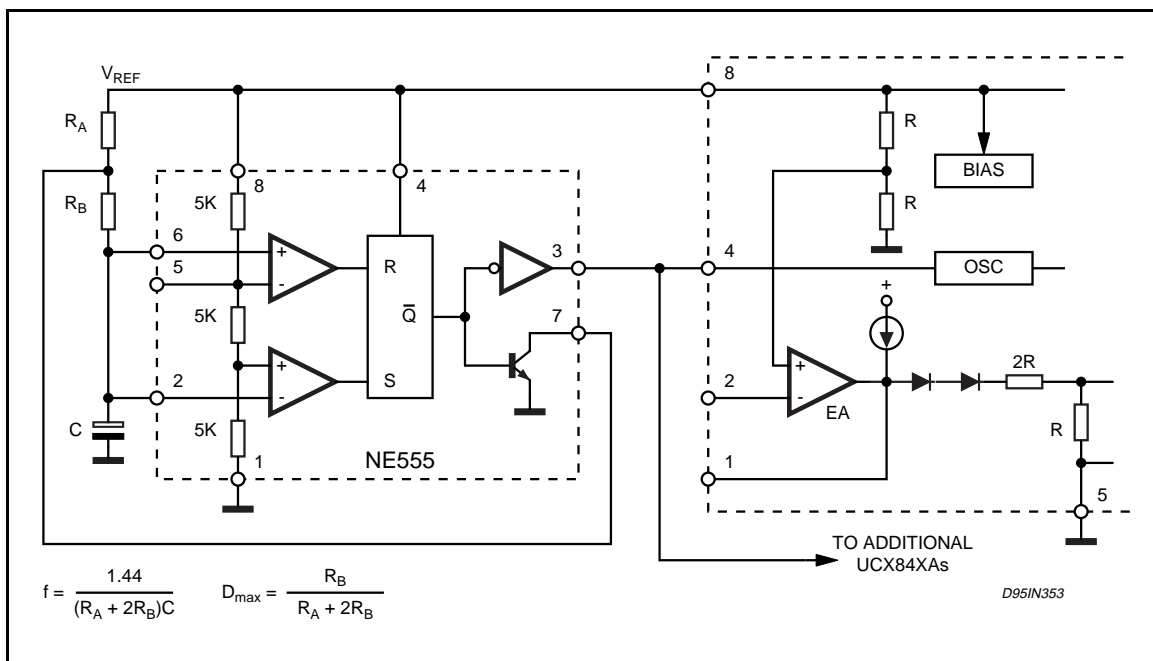 VREF
8
RA
R
8
4
BIAS
5K
RB
R
6
3
4
+
R
OSC
5
-
+
Q̅
7
5K
+
2R
2
S
2
+
-
-
EA
C
5K
R
1
NE555
1
5
TO ADDITIONAL
UCX84XAs
f = 1.44 / (RA + 2RB)C
Dmax = RB / RA + 2RB
D95IN353